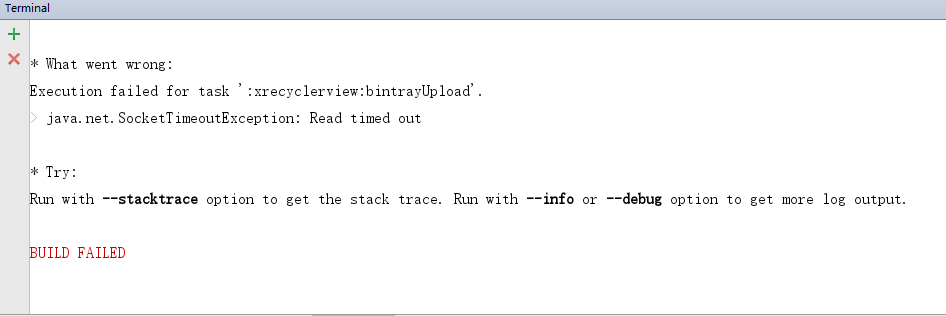 Terminal
* What went wrong:
Execution failed for task ':xrecyclerview:bintrayUpload'.
> java.net.SocketTimeoutException: Read timed out
* Try:
Run with --stacktrace option to get the stack trace. Run with --info or --debug option to get more log output.
BUILD FAILED